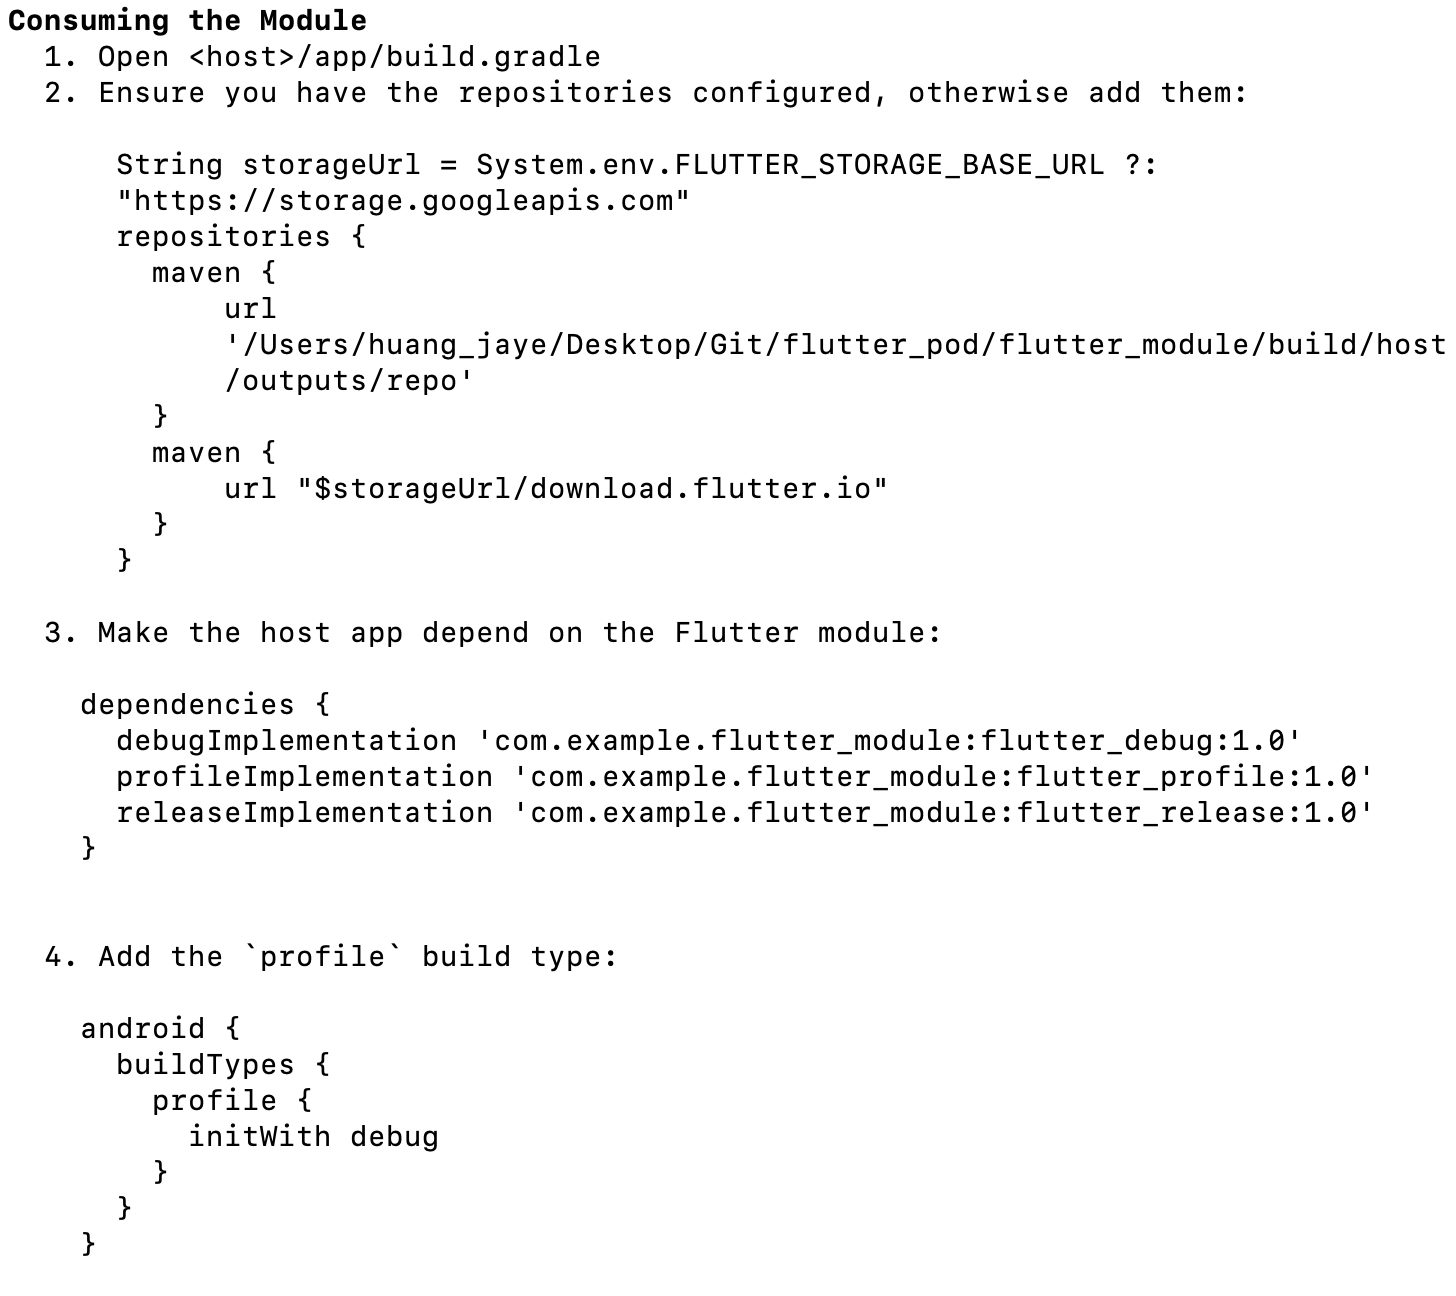 Consuming the Module
  1. Open <host>/app/build.gradle
  2. Ensure you have the repositories configured, otherwise add them:

      String storageUrl = System.env.FLUTTER_STORAGE_BASE_URL ?:
      "https://storage.googleapis.com"
      repositories {
        maven {
            url
            '/Users/huang_jaye/Desktop/Git/flutter_pod/flutter_module/build/host
            /outputs/repo'
        }
        maven {
            url "$storageUrl/download.flutter.io"
        }
      }

  3. Make the host app depend on the Flutter module:

    dependencies {
      debugImplementation 'com.example.flutter_module:flutter_debug:1.0'
      profileImplementation 'com.example.flutter_module:flutter_profile:1.0'
      releaseImplementation 'com.example.flutter_module:flutter_release:1.0'
    }


  4. Add the `profile` build type:

    android {
      buildTypes {
        profile {
          initWith debug
        }
      }
    }